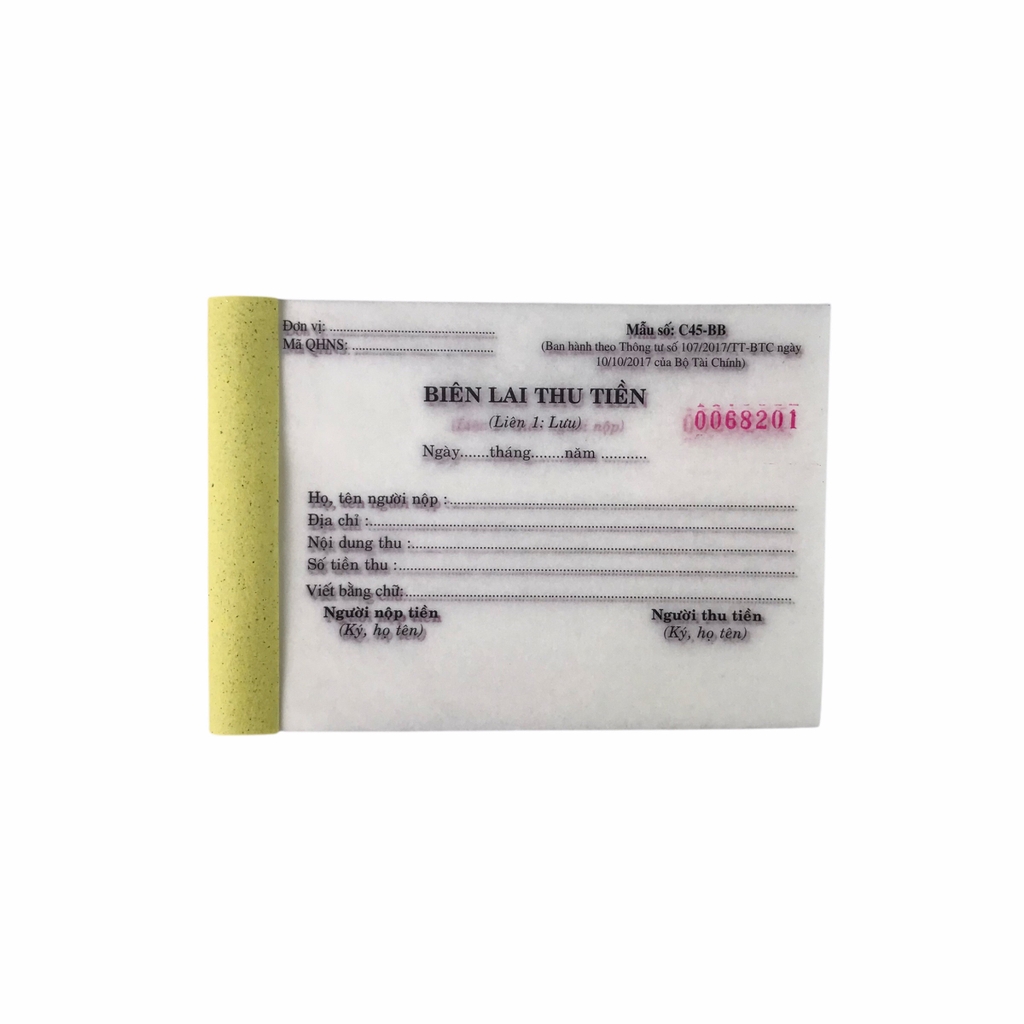 Đơn vị: ............................................
Mẫu số: C45-BB
Mã QHNS: ......................................
(Ban hành theo Thông tư số 107/2017/TT-BTC ngày
10/10/2017 của Bộ Tài Chính)
BIÊN LAI THU TIỀN
(Liên 1: Lưu)
0068201
Ngày.......tháng........năm ...........
Họ, tên người nộp :....................................................................................
Địa chỉ :....................................................................................................
Nội dung thu :...........................................................................................
Số tiền thu :..............................................................................................
Viết bằng chữ:............................................................................................
Người nộp tiền
Người thu tiền
(Ký, họ tên)
(Ký, họ tên)